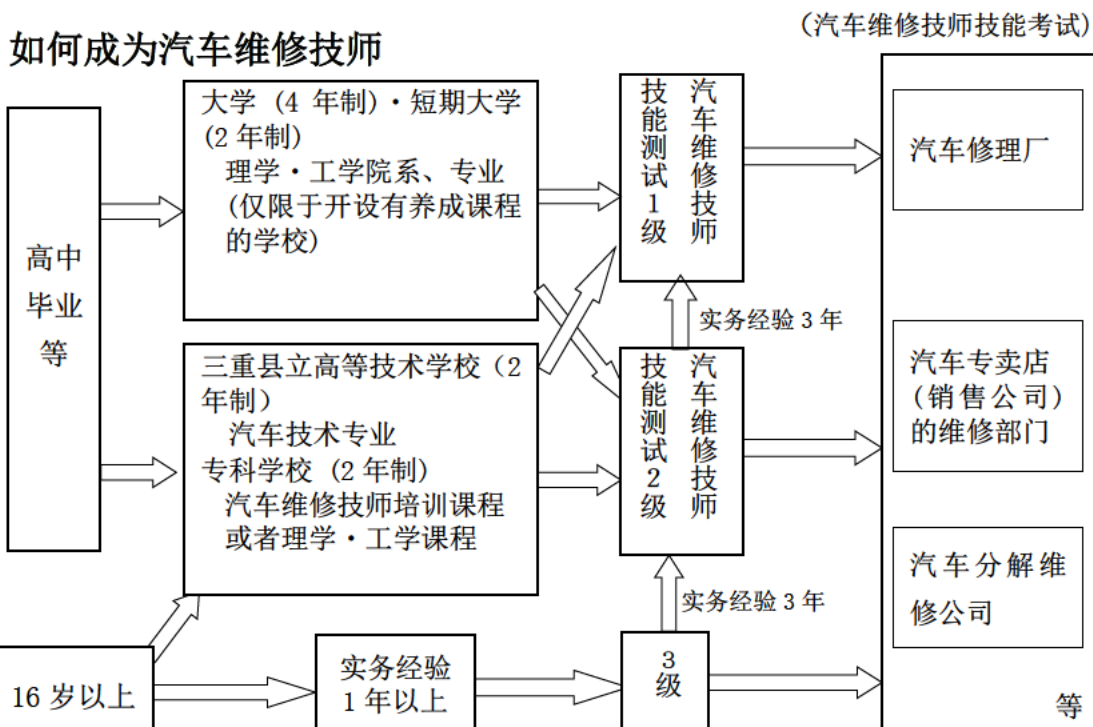 （汽车维修技师技能考试）
如何成为汽车维修技师
高中
毕业
等
大学 (4 年制)・短期大学
(2 年制)
理学・工学院系、专业
(仅限于开设有养成课程
的学校)
三重县立高等技术学校（2
年制）
汽车技术专业
专科学校 (2 年制)
汽车维修技师培训课程
或者理学・工学课程
16 岁以上
实务经验
1 年以上
汽车维修技师
技能测试1级
实务经验 3 年
汽车维修技师
技能测试2级
实务经验 3 年
3级
汽车修理厂
汽车专卖店
(销售公司)
的维修部门
汽车分解维
修公司
等